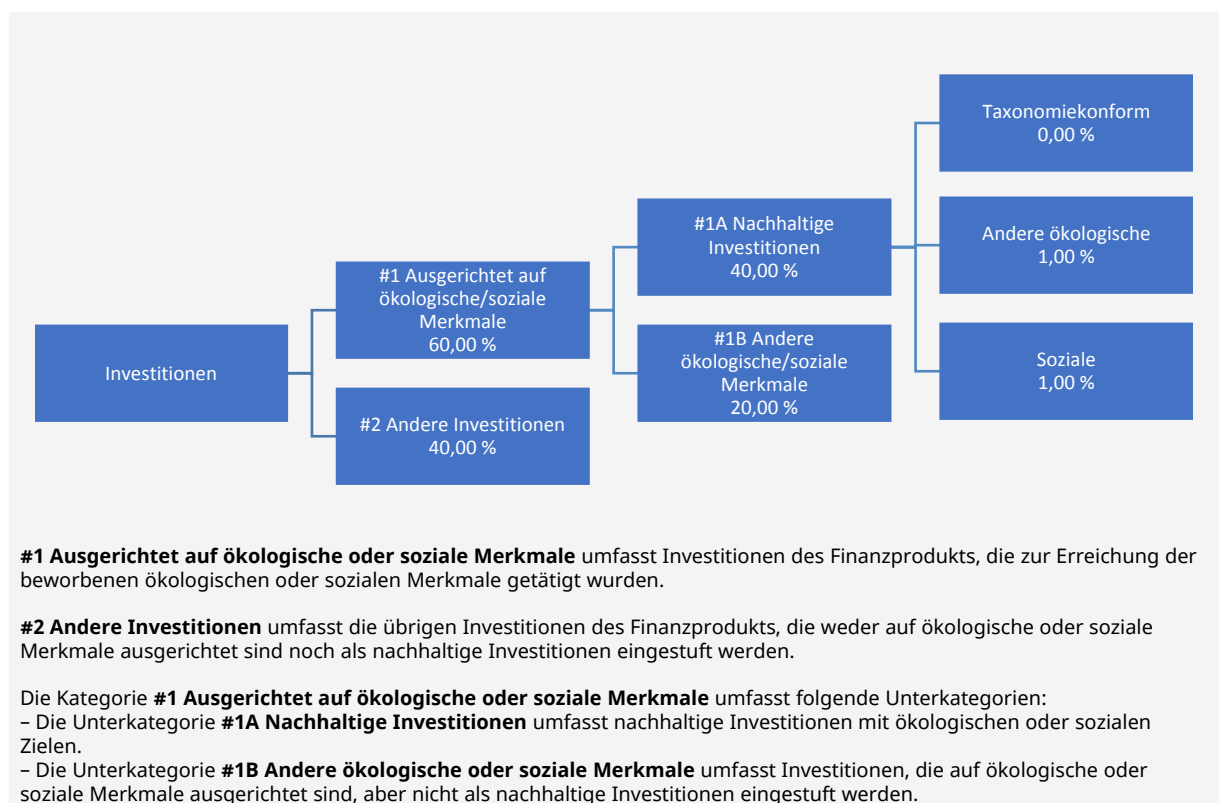 Investitionen
#1 Ausgerichtet auf
ökologische/soziale
Merkmale
60,00 %
#2 Andere Investitionen
40,00 %
#1A Nachhaltige
Investitionen
40,00 %
#1B Andere
ökologische/soziale
Merkmale
20,00 %
Taxonomiekonform
0,00 %
Andere ökologische
1,00 %
Soziale
1,00 %
#1 Ausgerichtet auf ökologische oder soziale Merkmale umfasst Investitionen des Finanzprodukts, die zur Erreichung der
beworbenen ökologischen oder sozialen Merkmale getätigt wurden.
#2 Andere Investitionen umfasst die übrigen Investitionen des Finanzprodukts, die weder auf ökologische oder soziale
Merkmale ausgerichtet sind noch als nachhaltige Investitionen eingestuft werden.
Die Kategorie #1 Ausgerichtet auf ökologische oder soziale Merkmale umfasst folgende Unterkategorien:
– Die Unterkategorie #1A Nachhaltige Investitionen umfasst nachhaltige Investitionen mit ökologischen oder sozialen
Zielen.
– Die Unterkategorie #1B Andere ökologische oder soziale Merkmale umfasst Investitionen, die auf ökologische oder
soziale Merkmale ausgerichtet sind, aber nicht als nachhaltige Investitionen eingestuft werden.